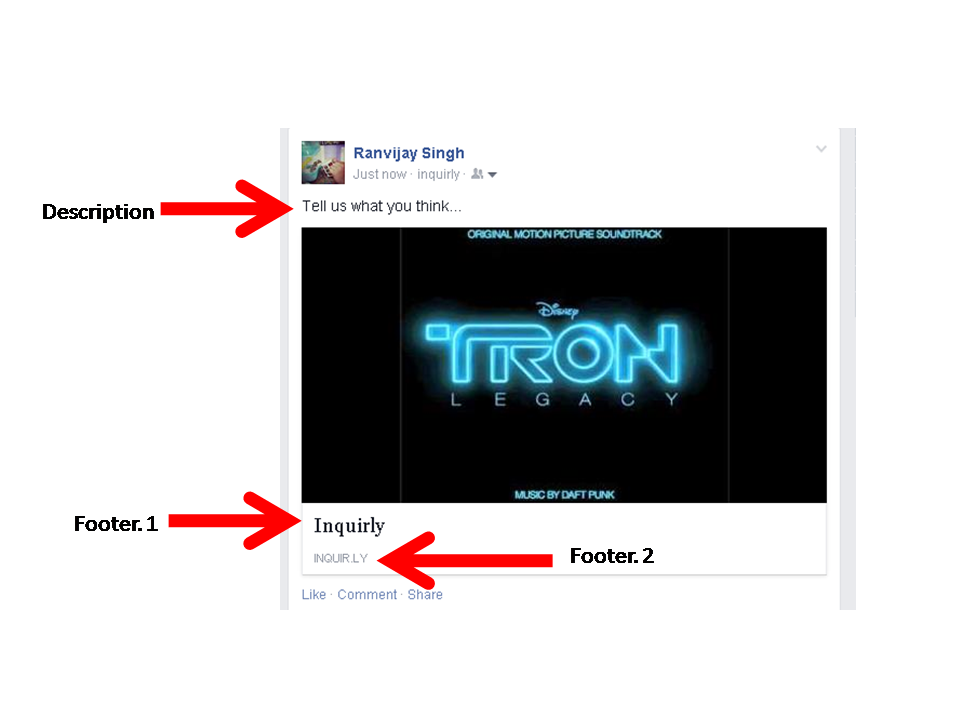 Ranvijay Singh
Just now · inquirly ·
Description
Tell us what you think...
ORIGINAL MOTION PICTURE SOUNDTRACK
Disney
TRON
LEGACY
MUSIC BY DAFT PUNK
Footer. 1
Inquirly
INQUIR.LY
Footer. 2
Like · Comment · Share